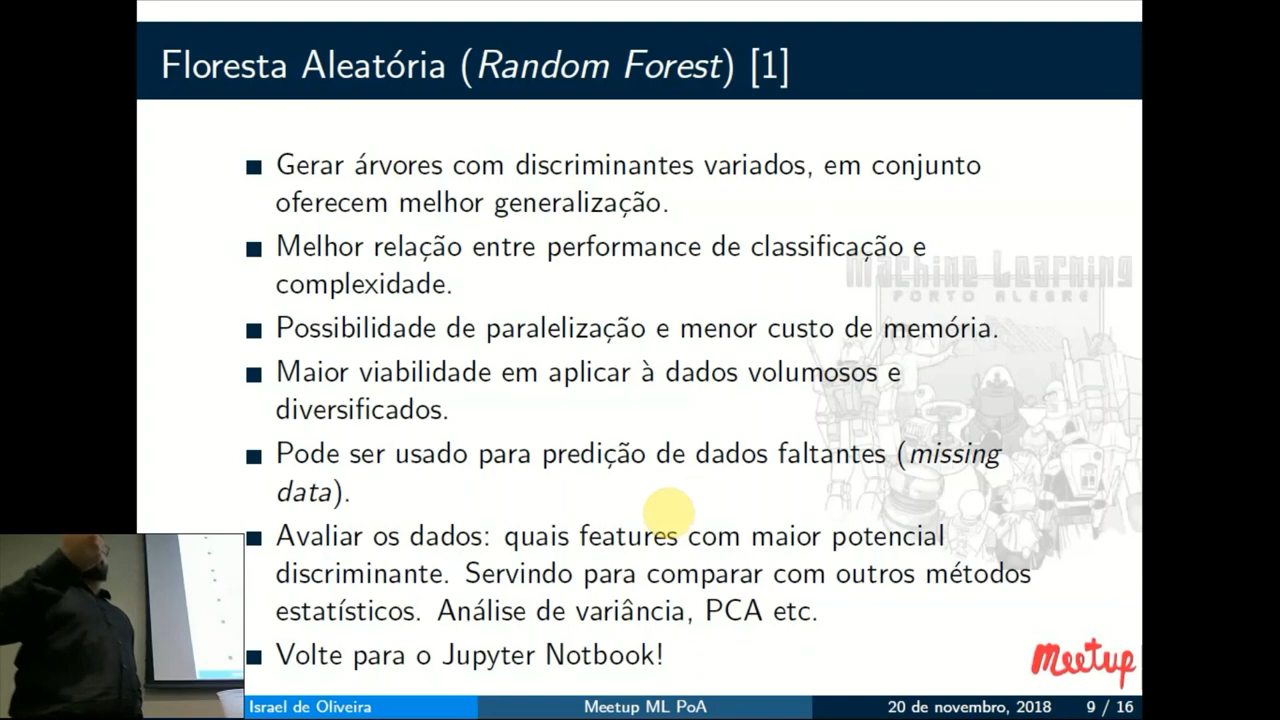 Floresta Aleatória (Random Forest) [1]
Gerar árvores com discriminantes variados, em conjunto
oferecem melhor generalização.
Melhor relação entre performance de classificação e
complexidade.
Machine Learning
PORTO ALEGRE
Possibilidade de paralelização e menor custo de memória.
Maior viabilidade em aplicar à dados volumosos e
diversificados.
Pode ser usado para predição de dados faltantes (missing
data).
Avaliar os dados: quais features com maior potencial
discriminante. Servindo para comparar com outros métodos
estatísticos. Análise de variância, PCA etc.
Volte para o Jupyter Notbook!
Meetup
Israel de Oliveira Meetup ML PoA 20 de novembro, 2018 9 / 16